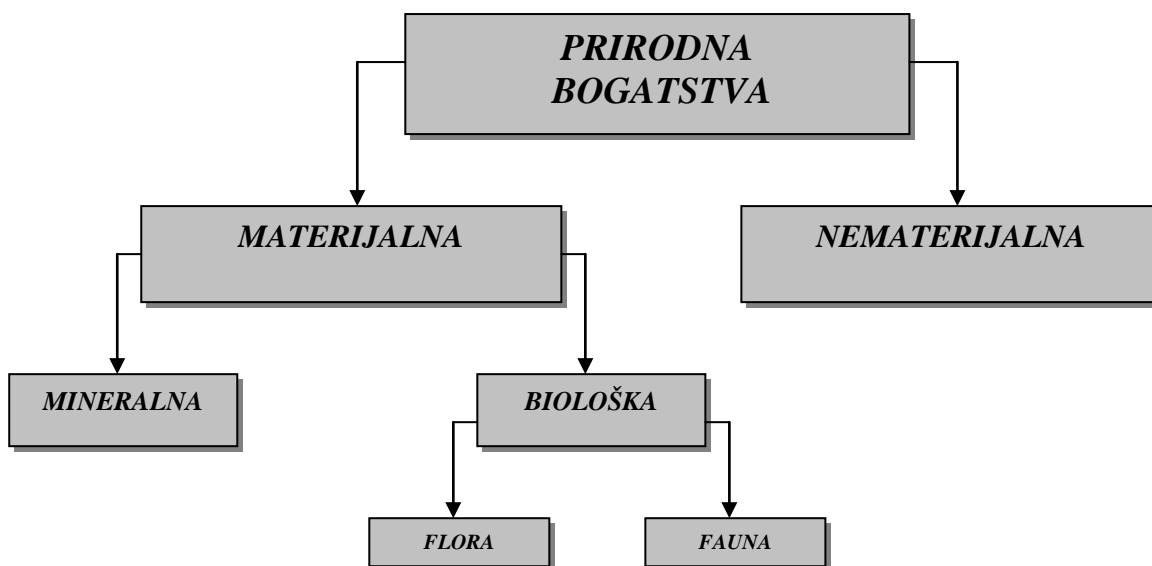 PRIRODNA
BOGATSTVA
MATERIJALNA
NEMATERIJALNA
MINERALNA
BIOLOŠKA
FLORA
FAUNA